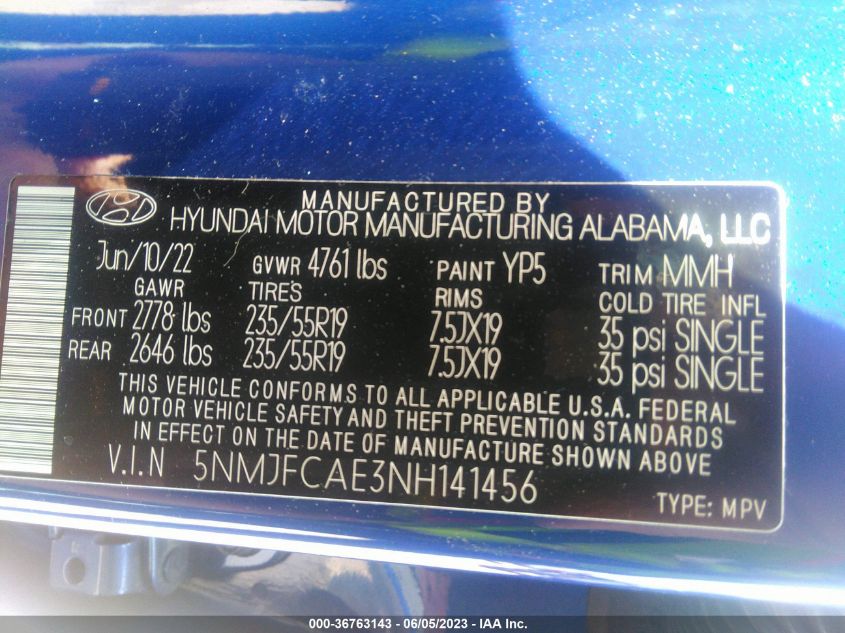 MANUFACTURED BY
HYUNDAI MOTOR MANUFACTURING ALABAMA, LLC
Jun/10/22 GVWR 4761 lbs PAINT YP5 TRIM MMH
GAWR TIRES RIMS COLD TIRE INFL
FRONT 2778 lbs 235/55R19 7.5JX19 35 psi SINGLE
REAR 2646 lbs 235/55R19 7.5JX19 35 psi SINGLE
THIS VEHICLE CONFORMS TO ALL APPLICABLE U.S.A. FEDERAL
MOTOR VEHICLE SAFETY AND THEFT PREVENTION STANDARDS
IN EFFECT ON THE DATE OF MANUFACTURE SHOWN ABOVE
V.I.N 5NMJFCAE3NH141456
TYPE: MPV
000-36763143 - 06/05/2023 - IAA Inc.